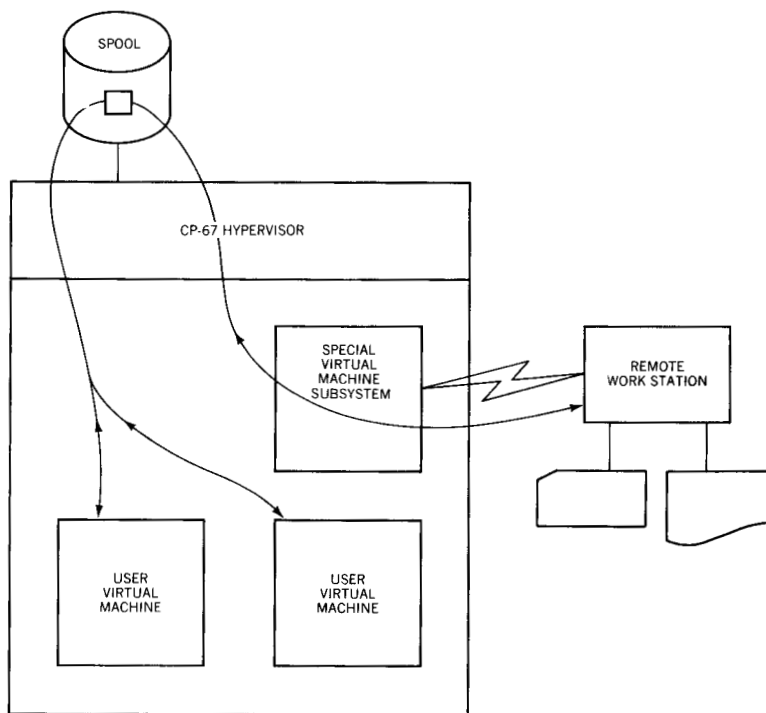 SPOOL
CP-67 HYPERVISOR
SPECIAL
VIRTUAL
MACHINE
SUBSYSTEM
REMOTE
WORK STATION
USER
VIRTUAL
MACHINE
USER
VIRTUAL
MACHINE